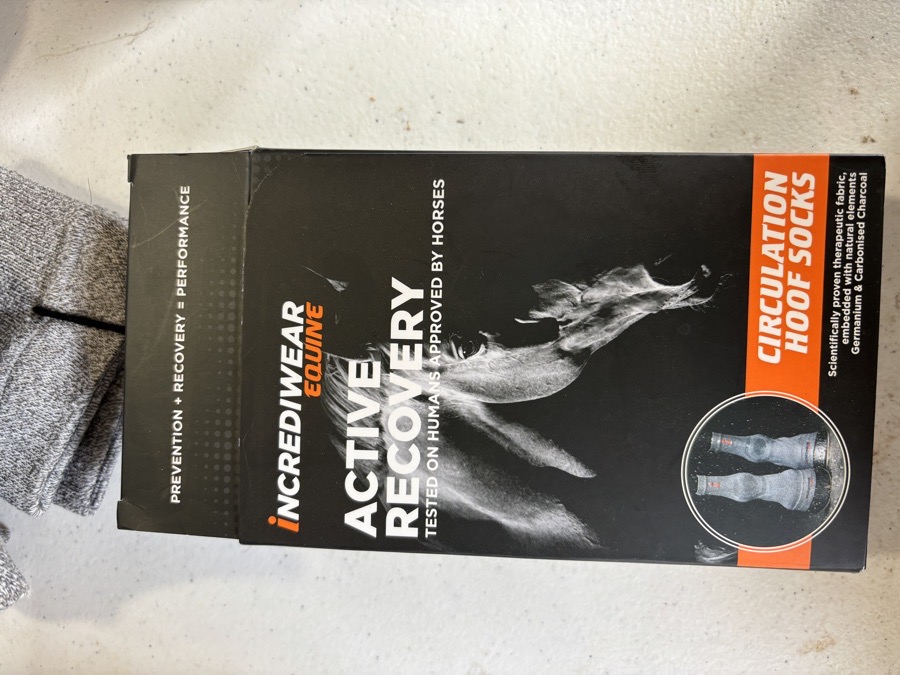 PREVENTION + RECOVERY = PERFORMANCE
iNCREDIWEAR
EQUINE
ACTIVE
RECOVERY
TESTED ON HUMANS APPROVED BY HORSES
CIRCULATION
HOOF SOCKS
Scientifically proven therapeutic fabric,
embedded with natural elements
Germanium & Carbonised Charcoal